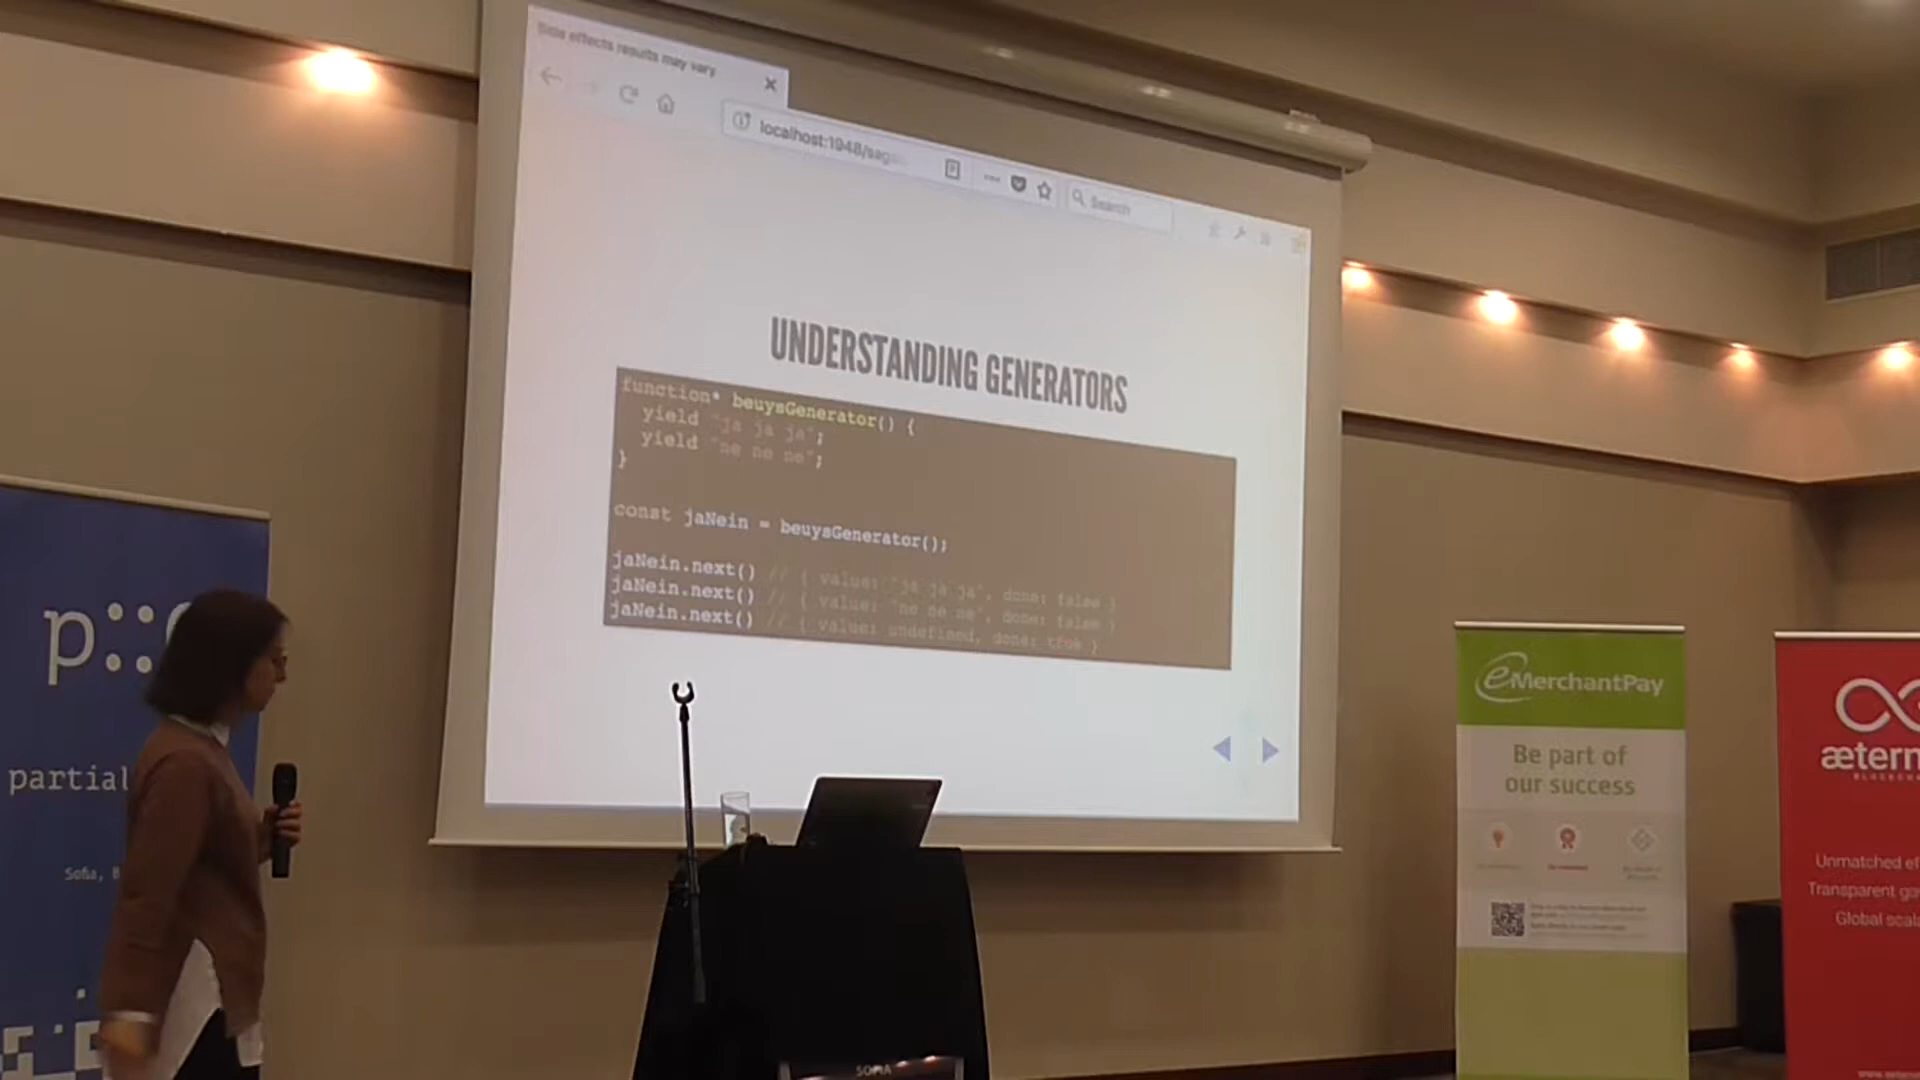 Side effects results may vary
localhost:1948/saga
Search
UNDERSTANDING GENERATORS
function* beuysGenerator() {
yield "ja ja ja";
yield "ne ne ne";
}
const jaNein = beuysGenerator();
jaNein.next() // { value: "ja ja ja", done: false }
jaNein.next() // { value: "ne ne ne", done: false }
jaNein.next() // { value: undefined, done: true }
p::
partial
Sofia, B
SOFIA
eMerchantPay
Be part of
our success
ætern
BLOCKCH
Unmatched ef
Transparent go
Global scala